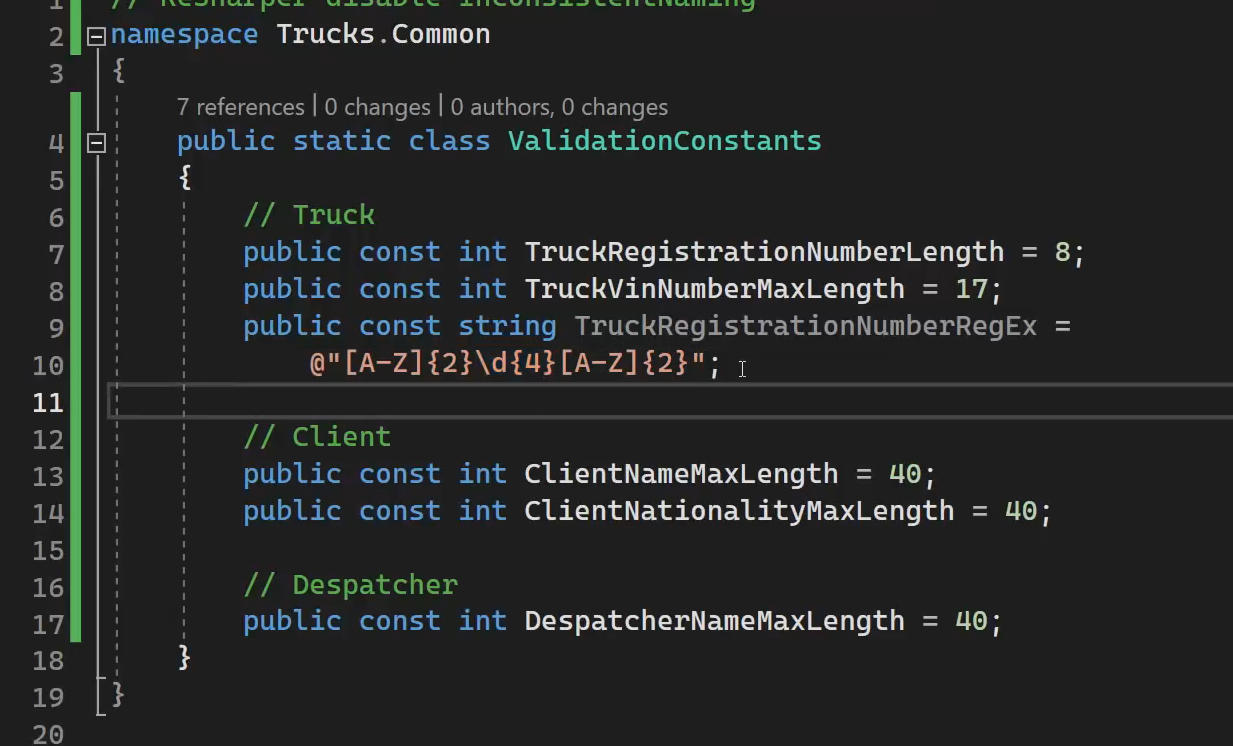 1 // ReSharper disable InconsistentNaming
2 namespace Trucks.Common
3 {
7 references | 0 changes | 0 authors, 0 changes
4 public static class ValidationConstants
5 {
6 // Truck
7 public const int TruckRegistrationNumberLength = 8;
8 public const int TruckVinNumberMaxLength = 17;
9 public const string TruckRegistrationNumberRegEx =
10 @"[A-Z]{2}\d{4}[A-Z]{2}";
11
12 // Client
13 public const int ClientNameMaxLength = 40;
14 public const int ClientNationalityMaxLength = 40;
15
16 // Despatcher
17 public const int DespatcherNameMaxLength = 40;
18 }
19 }
20